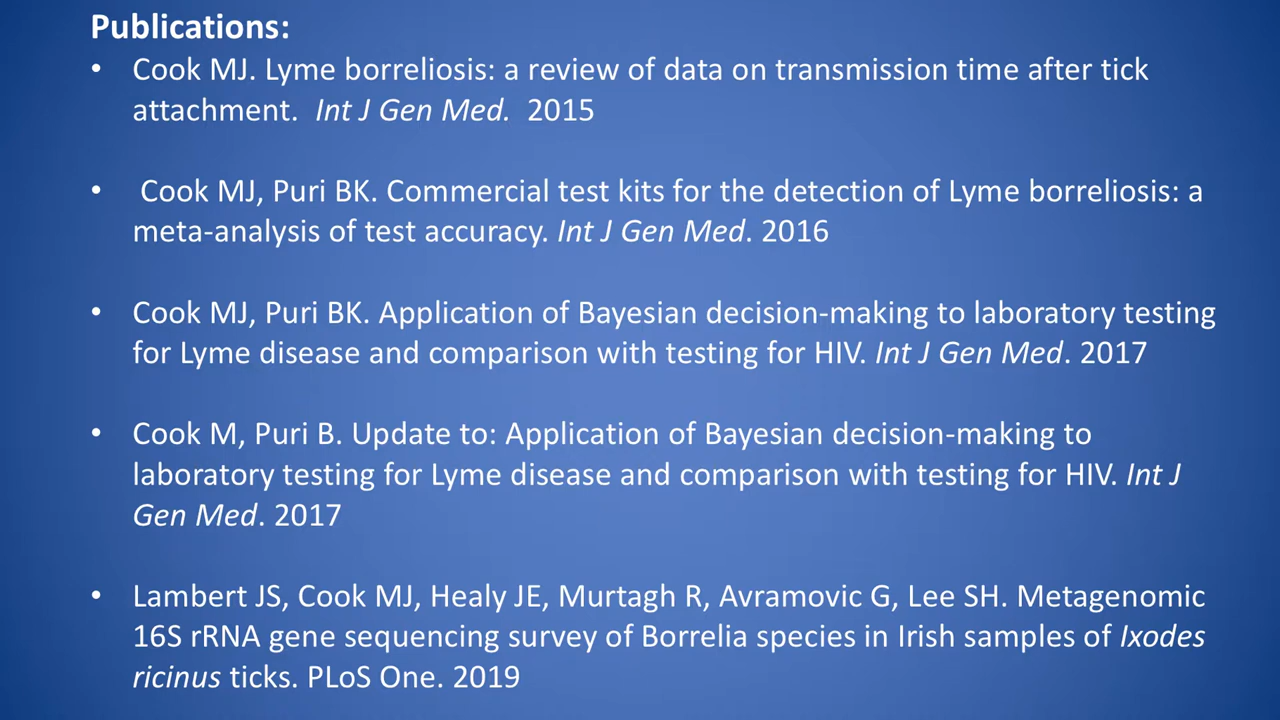 Publications:
• Cook MJ. Lyme borreliosis: a review of data on transmission time after tick
attachment.  Int J Gen Med.  2015
•  Cook MJ, Puri BK. Commercial test kits for the detection of Lyme borreliosis: a
meta-analysis of test accuracy. Int J Gen Med. 2016
• Cook MJ, Puri BK. Application of Bayesian decision-making to laboratory testing
for Lyme disease and comparison with testing for HIV. Int J Gen Med. 2017
• Cook M, Puri B. Update to: Application of Bayesian decision-making to
laboratory testing for Lyme disease and comparison with testing for HIV. Int J
Gen Med. 2017
• Lambert JS, Cook MJ, Healy JE, Murtagh R, Avramovic G, Lee SH. Metagenomic
16S rRNA gene sequencing survey of Borrelia species in Irish samples of Ixodes
ricinus ticks. PLoS One. 2019